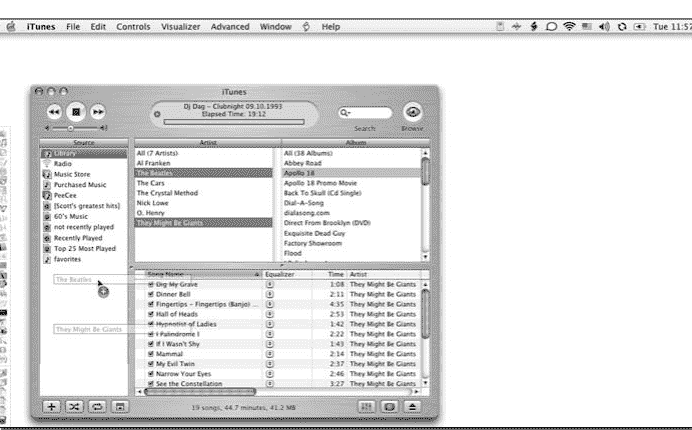 iTunes File Edit Controls Visualizer Advanced Window Help Tue 11:52
iTunes
Dj Dag - Clubnight 09.10.1993
Elapsed Time: 19:12
Search Browse
Source Artist Album
Library
Radio
Music Store
Purchased Music
PeeCee
[Scott's greatest hits]
60's Music
not recently played
Recently Played
Top 25 Most Played
favorites
The Beatles
They Might Be Giants
All (7 Artists)
Al Franken
The Beatles
The Cars
The Crystal Method
Nick Lowe
O. Henry
They Might Be Giants
All (38 Albums)
Abbey Road
Apollo 18
Apollo 18 Promo Movie
Back To Skull (Cd Single)
Dial-A-Song
dialasong.com
Direct From Brooklyn (DVD)
Exquisite Dead Guy
Factory Showroom
Flood
Song Name Equalizer Time Artist
Dig My Grave 1:08 They Might Be Giants
Dinner Bell 2:11 They Might Be Giants
Fingertips - Fingertips (Banjo) ... 4:35 They Might Be Giants
Hall of Heads 2:53 They Might Be Giants
Hypnotist of Ladies 1:42 They Might Be Giants
I Palindrome I 2:22 They Might Be Giants
If I Wasn't Shy 1:43 They Might Be Giants
Mammal 2:14 They Might Be Giants
My Evil Twin 2:37 They Might Be Giants
Narrow Your Eyes 2:46 They Might Be Giants
See the Constellation 3:27 They Might Be Giants
19 songs, 44.7 minutes, 41.2 MB